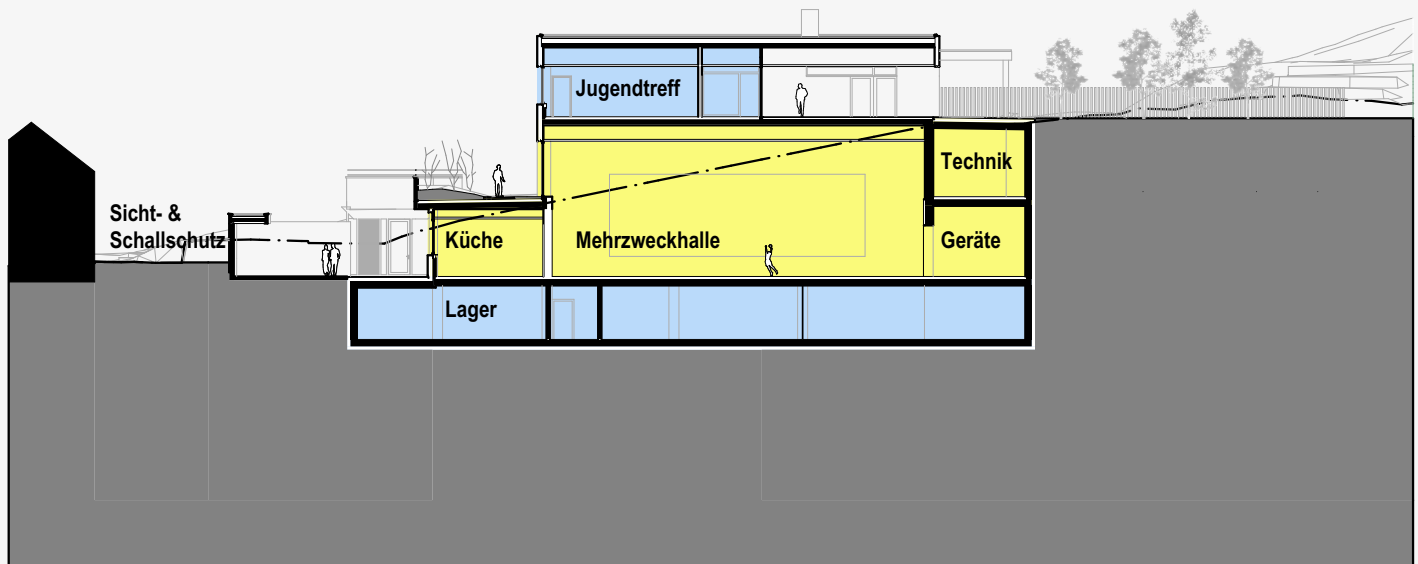 Jugendtreff
Technik
Sicht- &
Schallschutz
Küche
Mehrzweckhalle
Geräte
Lager